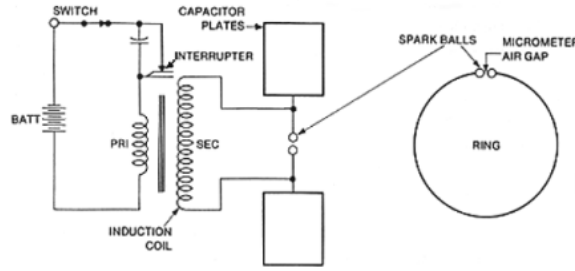 SWITCH
CAPACITOR
PLATES
INTERRUPTER
BATT
PRI
SEC
INDUCTION
COIL
SPARK BALLS
MICROMETER
AIR GAP
RING